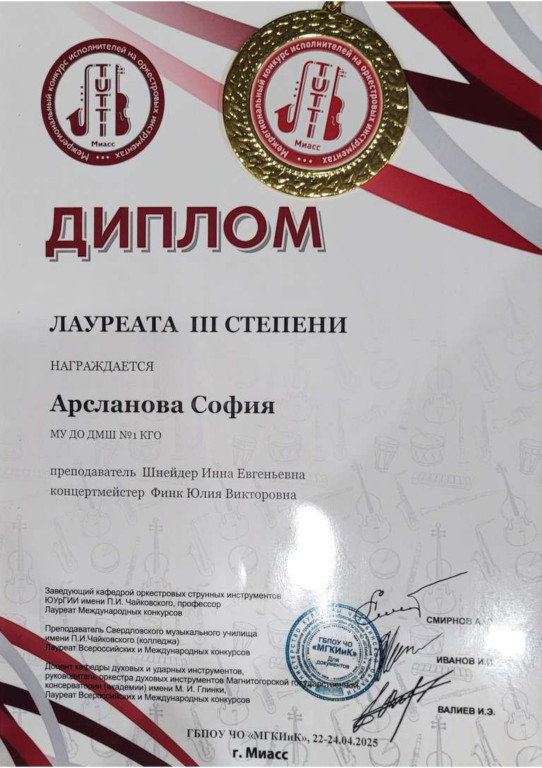 Межрегиональный конкурс исполнителей на оркестровых инструментах
TUTTI
Миасс
Межрегиональный конкурс исполнителей на оркестровых инструментах
TUTTI
Миасс
ДИПЛОМ
ЛАУРЕАТА III СТЕПЕНИ
НАГРАЖДАЕТСЯ
Арсланова София
МУ ДО ДМШ №1 КГО
преподаватель Шнейдер Инна Евгеньевна
концертмейстер Финк Юлия Викторовна
Заведующий кафедрой оркестровых струнных инструментов
ЮУрГИИ имени П.И. Чайковского, профессор
Лауреат Международных конкурсов
СМИРНОВ А.
Преподаватель Свердловского музыкального училища
имени П.И.Чайковского (колледжа)
Лауреат Всероссийских и Международных конкурсов
ИВАНОВ И.
Доцент кафедры духовых и ударных инструментов,
руководитель оркестра духовых инструментов Магнитогорской государственной
консерватории (академии) имени М. И. Глинки,
Лауреат Всероссийских и Международных конкурсов
ВАЛИЕВ И.Э.
ГБПОУ ЧО
«МГКИиК»
Для
документов
ГБПОУ ЧО «МГКИиК», 22-24.04.2025
г. Миасс